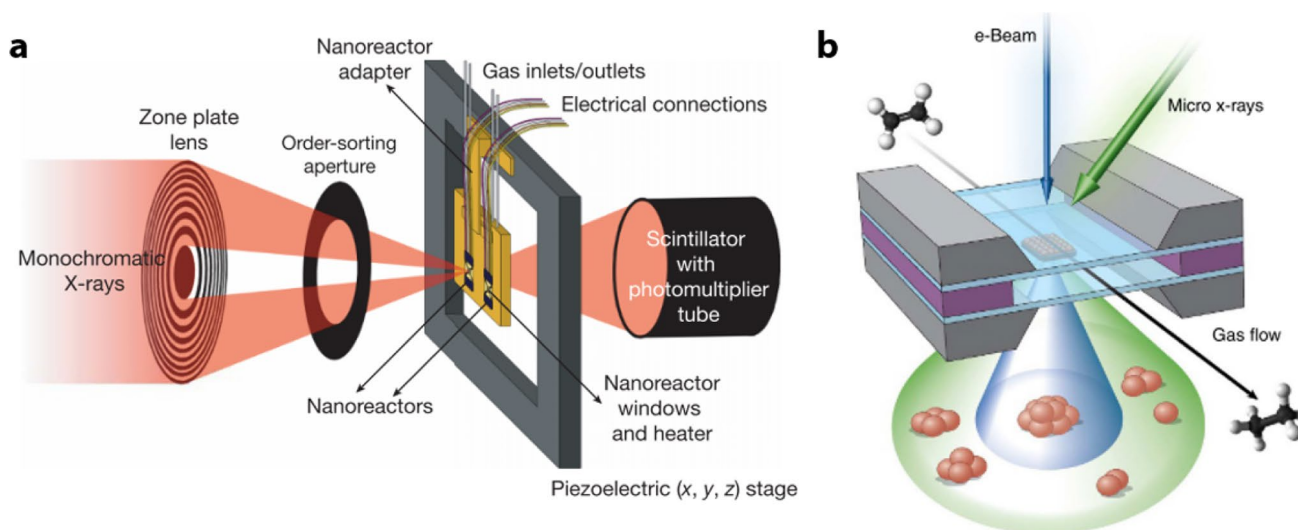 a
Nanoreactor
adapter
Gas inlets/outlets
Electrical connections
Zone plate
lens
Order-sorting
aperture
Monochromatic
X-rays
Scintillator
with
photomultiplier
tube
Nanoreactors
Nanoreactor
windows
and heater
Piezoelectric (x, y, z) stage
b
e-Beam
Micro x-rays
Gas flow